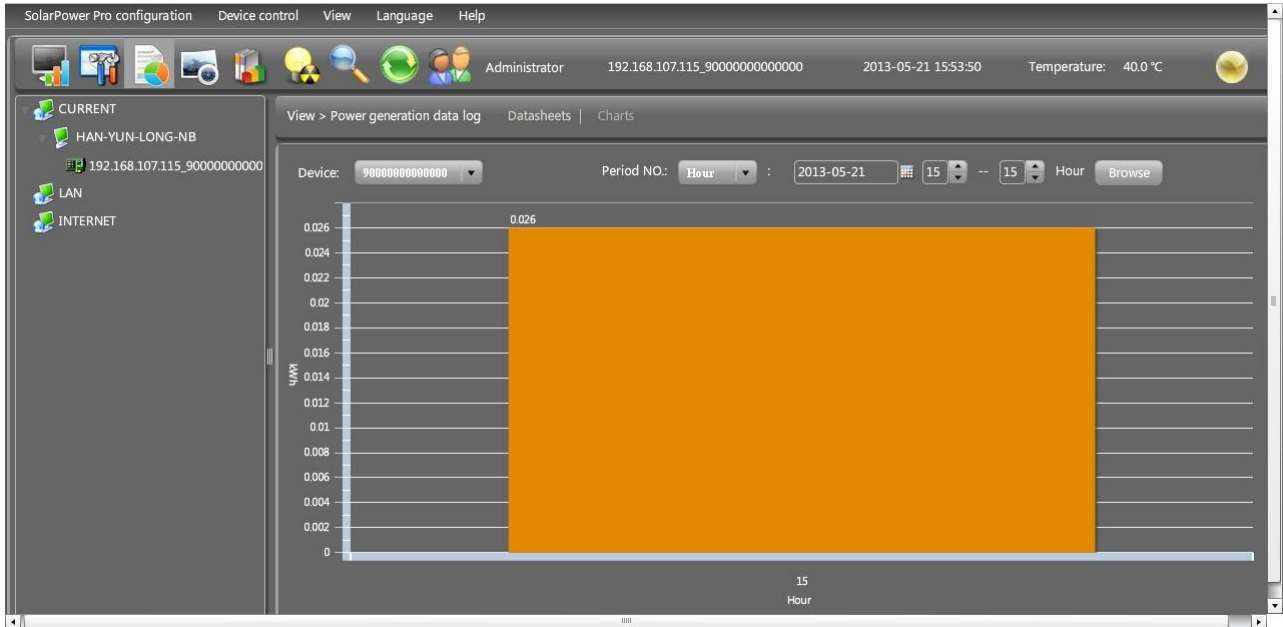 SolarPower Pro configuration Device control View Language Help
Administrator 192.168.107.115_90000000000000 2013-05-21 15:53:50 Temperature: 40.0 ℃
CURRENT
HAN-YUN-LONG-NB
192.168.107.115_90000000000
LAN
INTERNET
View > Power generation data log Datasheets | Charts
Device: 90000000000000 Period NO.: Hour : 2013-05-21 15 -- 15 Hour Browse
0.026
0.026
0.024
0.022
0.02
0.018
0.016
kWh
0.014
0.012
0.01
0.008
0.006
0.004
0.002
0
15
Hour